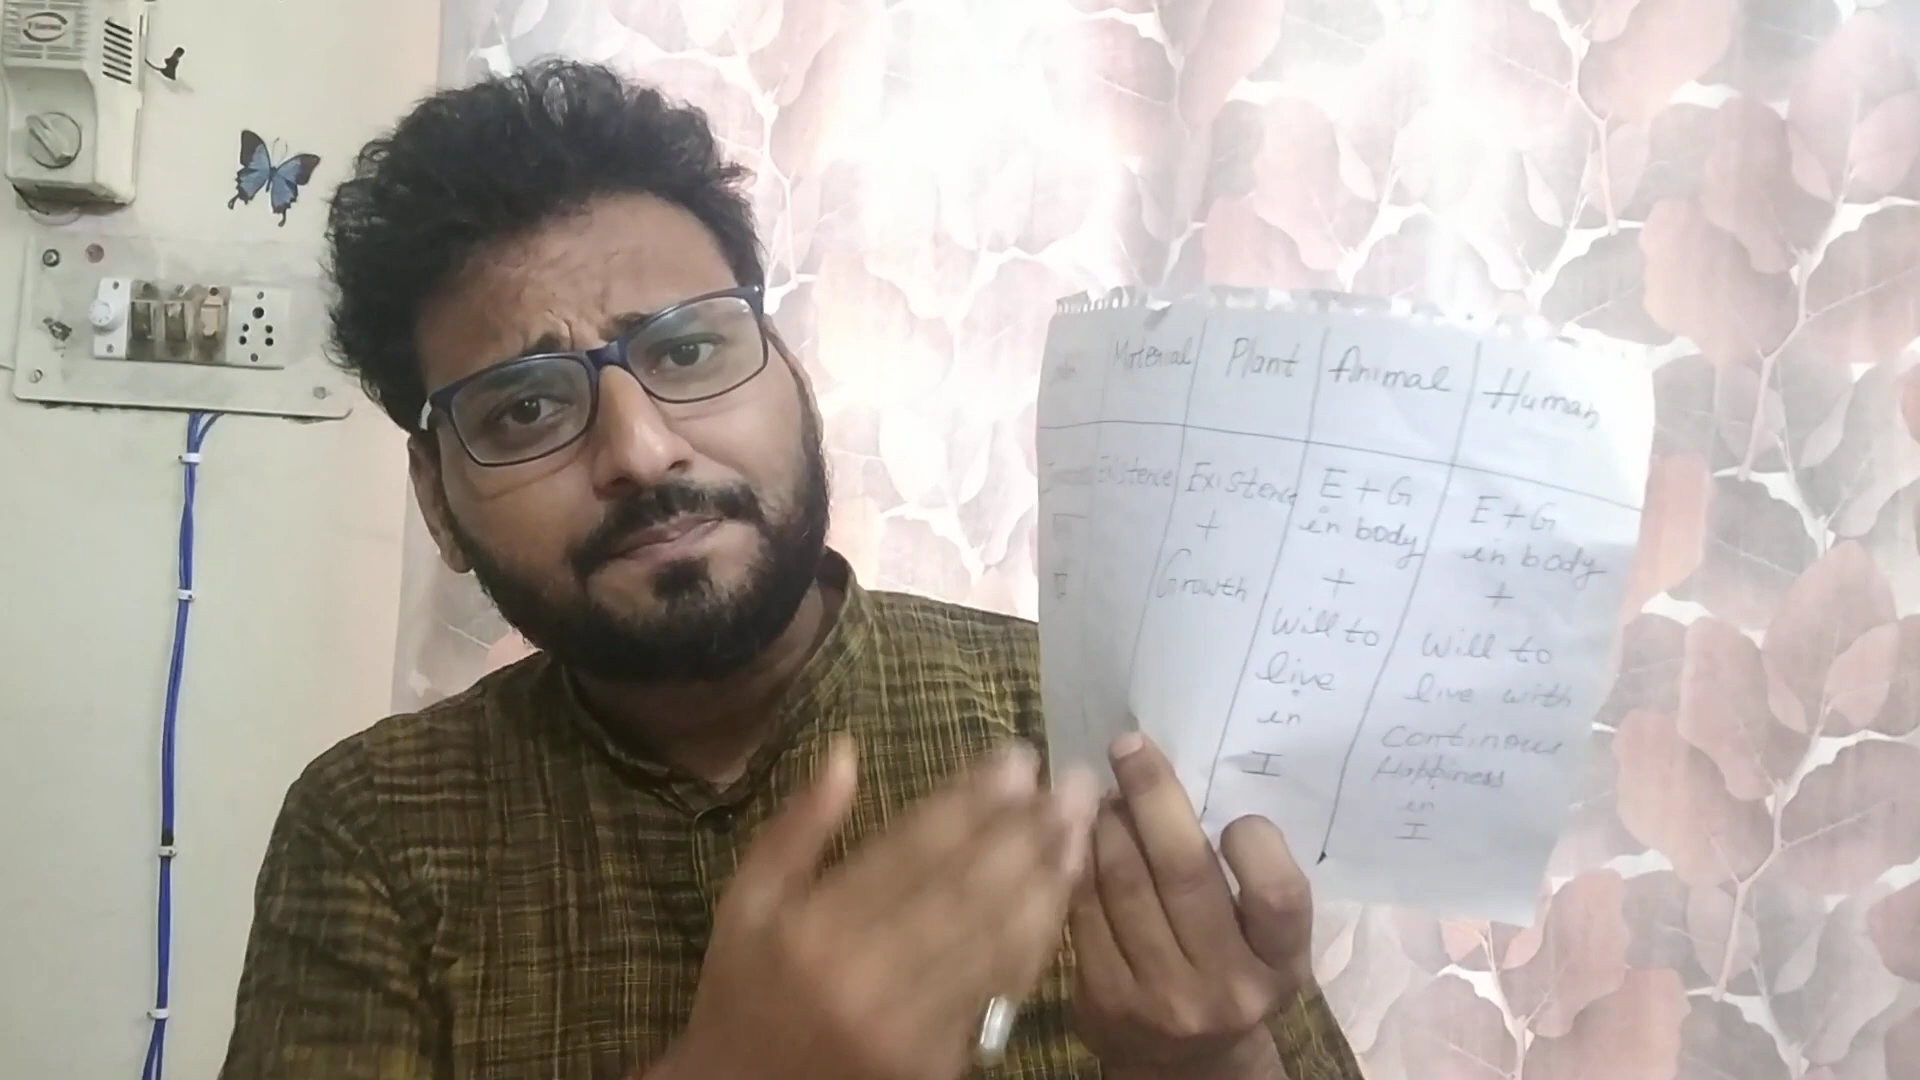 Material Plant Animal Human
Existence Existence E+G E+G
+ in body in body
Growth + +
Will to Will to
live live with
in continous
I Happiness
in
I